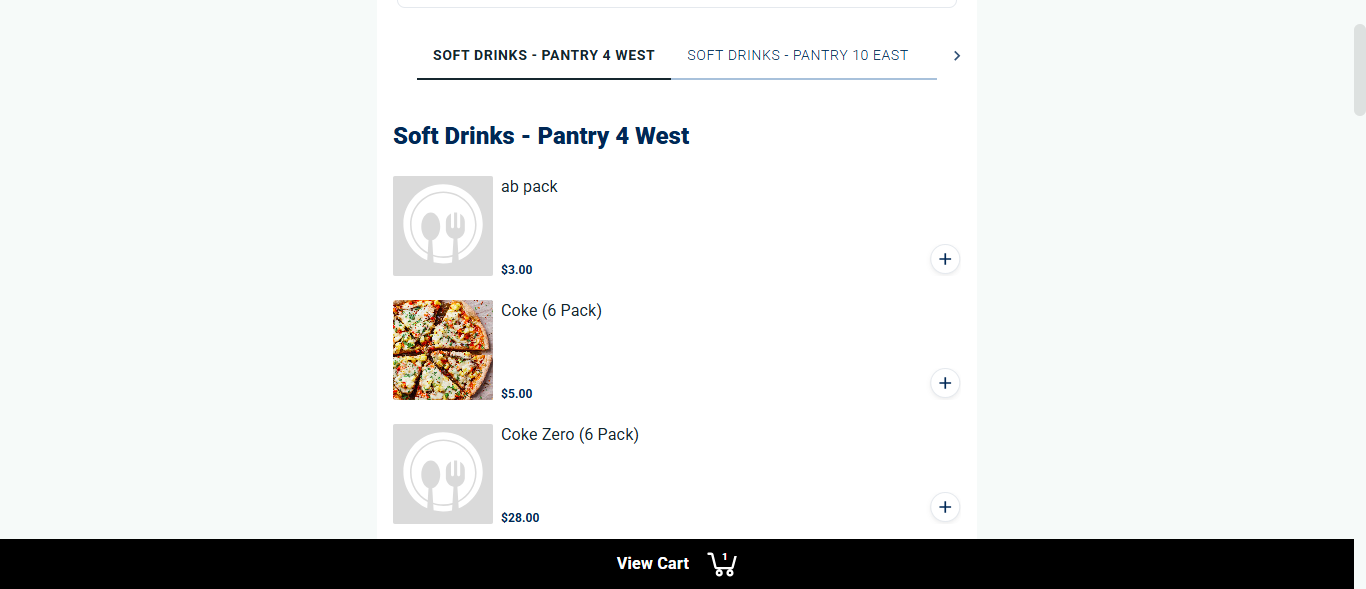 SOFT DRINKS - PANTRY 4 WEST
SOFT DRINKS - PANTRY 10 EAST
Soft Drinks - Pantry 4 West
ab pack
$3.00
Coke (6 Pack)
$5.00
Coke Zero (6 Pack)
$28.00
View Cart 1